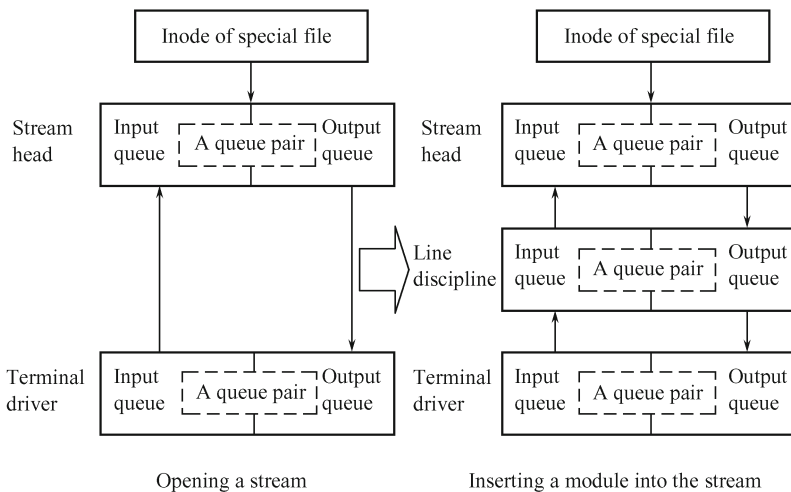 Inode of special file
Stream
head
Input
queue
A queue pair
Output
queue
Terminal
driver
Input
queue
A queue pair
Output
queue
Opening a stream
Inode of special file
Stream
head
Input
queue
A queue pair
Output
queue
Line
discipline
Input
queue
A queue pair
Output
queue
Terminal
driver
Input
queue
A queue pair
Output
queue
Inserting a module into the stream